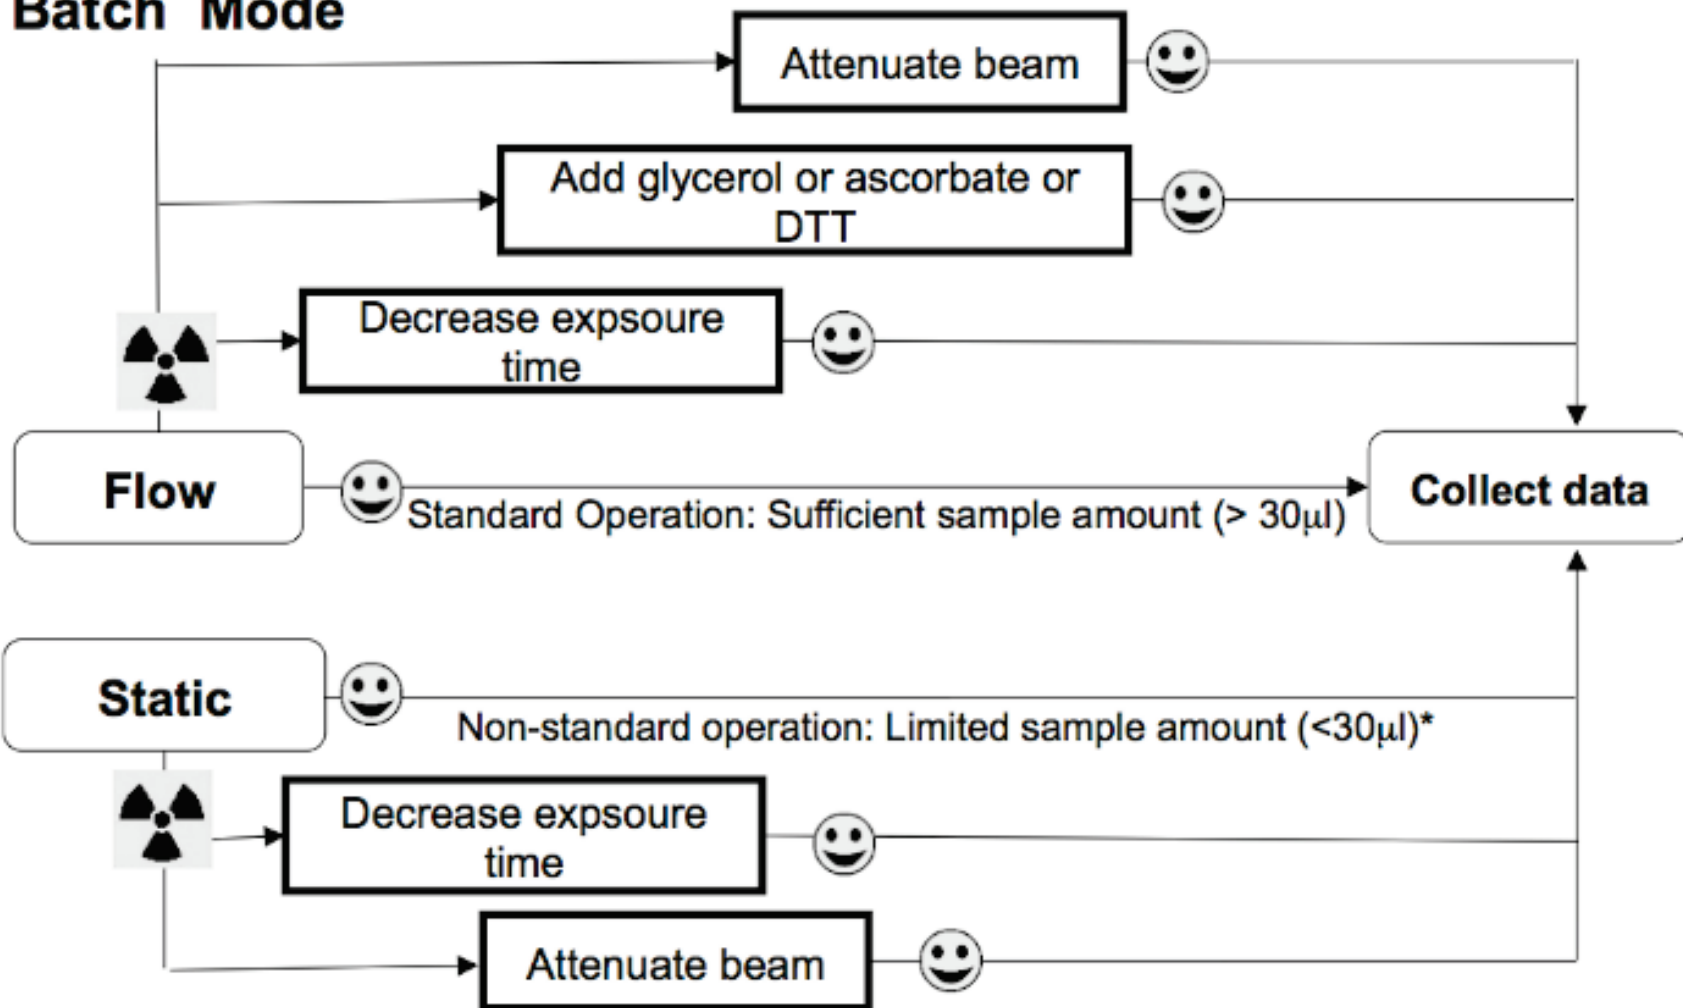 Batch Mode
Attenuate beam
Add glycerol or ascorbate or
DTT
Decrease expsoure
time
Flow
Standard Operation: Sufficient sample amount (> 30µl)
Collect data
Static
Non-standard operation: Limited sample amount (<30µl)*
Decrease expsoure
time
Attenuate beam